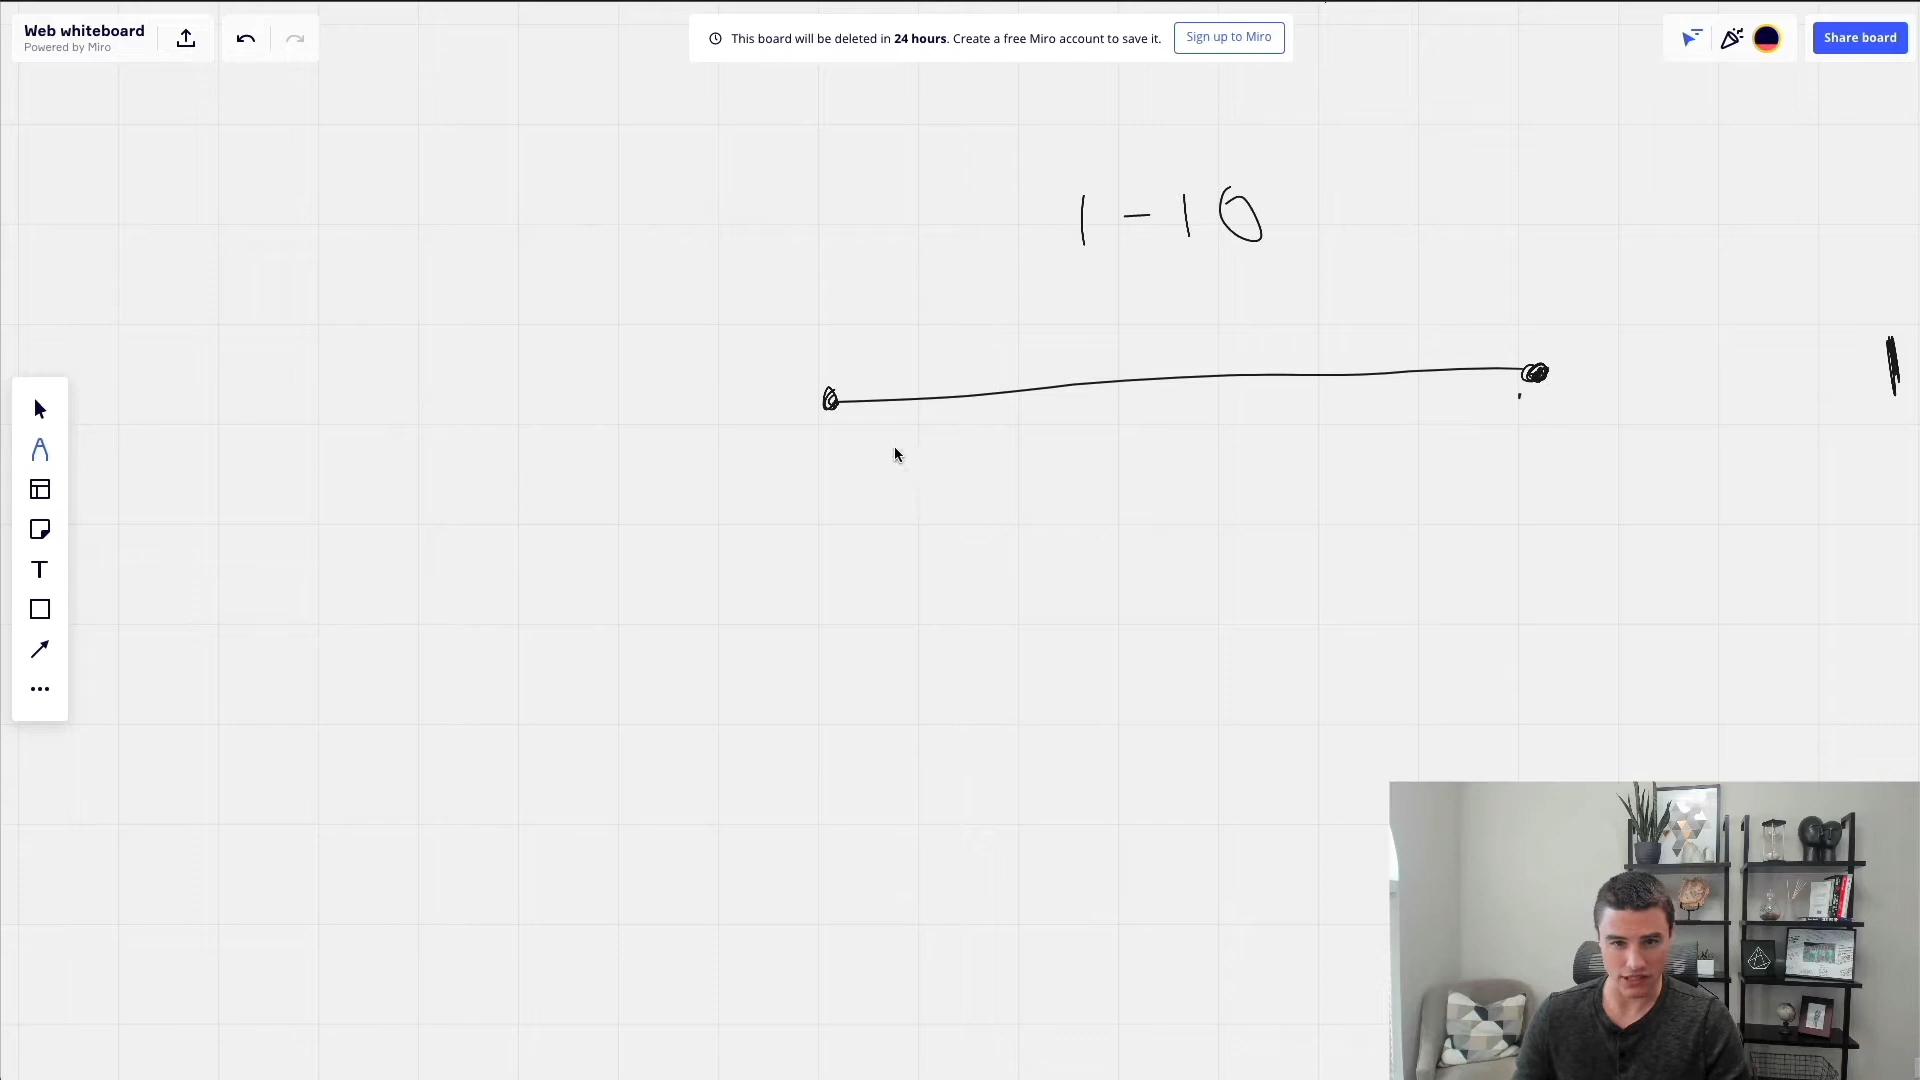 Web whiteboard
Powered by Miro
This board will be deleted in 24 hours. Create a free Miro account to save it.
Sign up to Miro
Share board
1-10
T